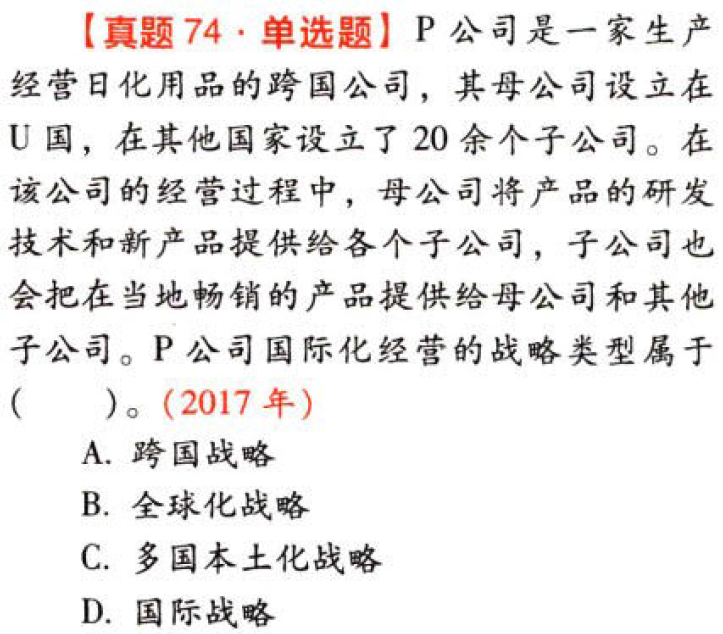 【真题 74·单选题】P 公司是一家生产
经营日化用品的跨国公司，其母公司设立在
U 国，在其他国家设立了 20 余个子公司。在
该公司的经营过程中，母公司将产品的研发
技术和新产品提供给各个子公司，子公司也
会把在当地畅销的产品提供给母公司和其他
子公司。P 公司国际化经营的战略类型属于
(　　)。(2017 年)
A. 跨国战略
B. 全球化战略
C. 多国本土化战略
D. 国际战略